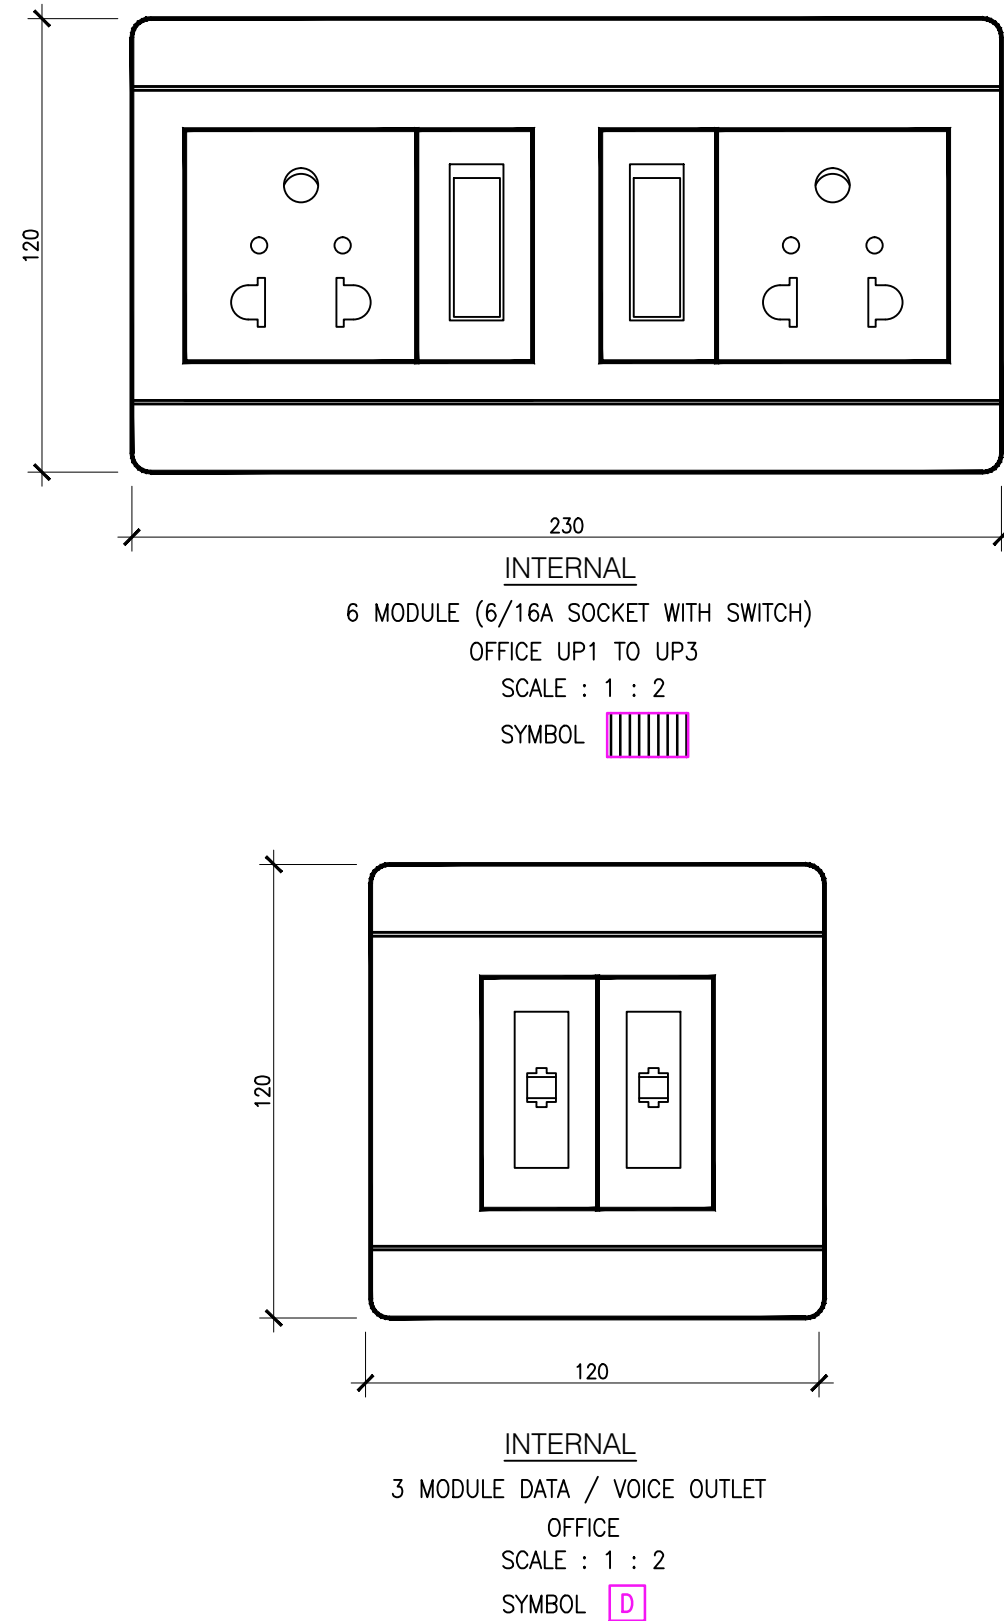 120
230
INTERNAL
6 MODULE (6/16A SOCKET WITH SWITCH)
OFFICE UP1 TO UP3
SCALE : 1 : 2
SYMBOL
120
120
INTERNAL
3 MODULE DATA / VOICE OUTLET
OFFICE
SCALE : 1 : 2
SYMBOL D